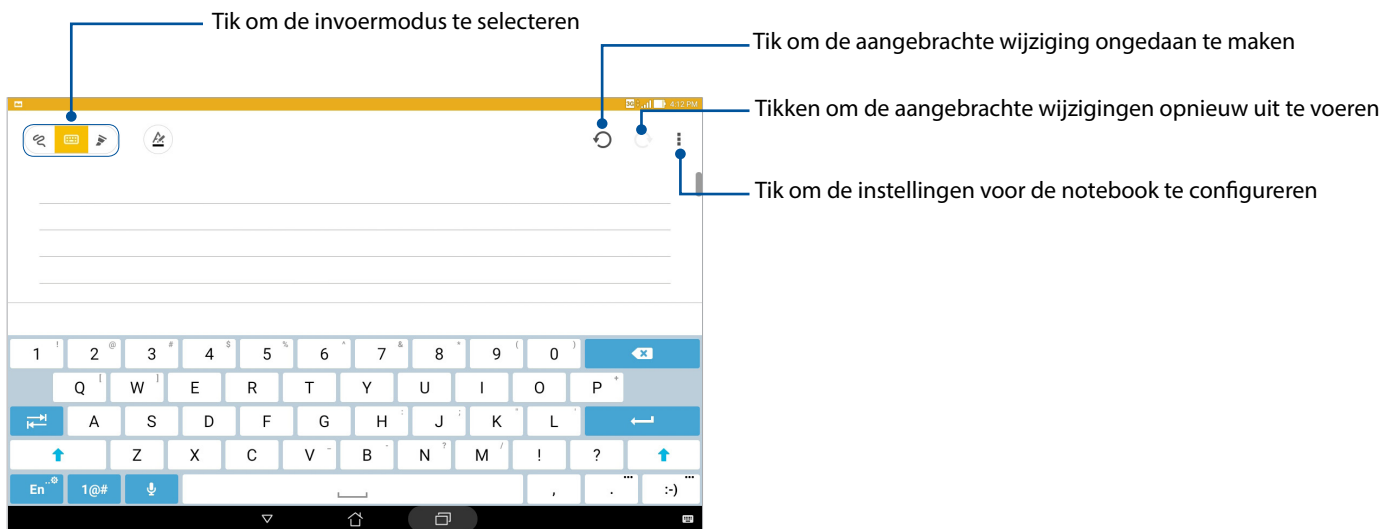 Tik om de invoermodus te selecteren
Tik om de aangebrachte wijziging ongedaan te maken
Tikken om de aangebrachte wijzigingen opnieuw uit te voeren
Tik om de instellingen voor de notebook te configureren
3G 4:12 PM
1 ! 2 @ 3 # 4 $ 5 % 6 ^ 7 & 8 * 9 ( 0 )
Q [ W ] E R T Y U I O P +
A S D F G H : J ; K " L '
Z X C V - B N ? M / ! ?
En 1@# , . ... :-) ...